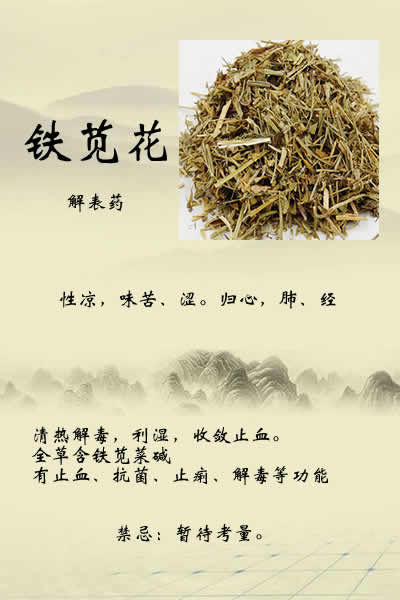 铁苋花
解表药
性凉，味苦、涩。归心，肺、经
清热解毒，利湿，收敛止血。
全草含铁苋菜碱
有止血、抗菌、止痢、解毒等功能
禁忌：暂待考量。